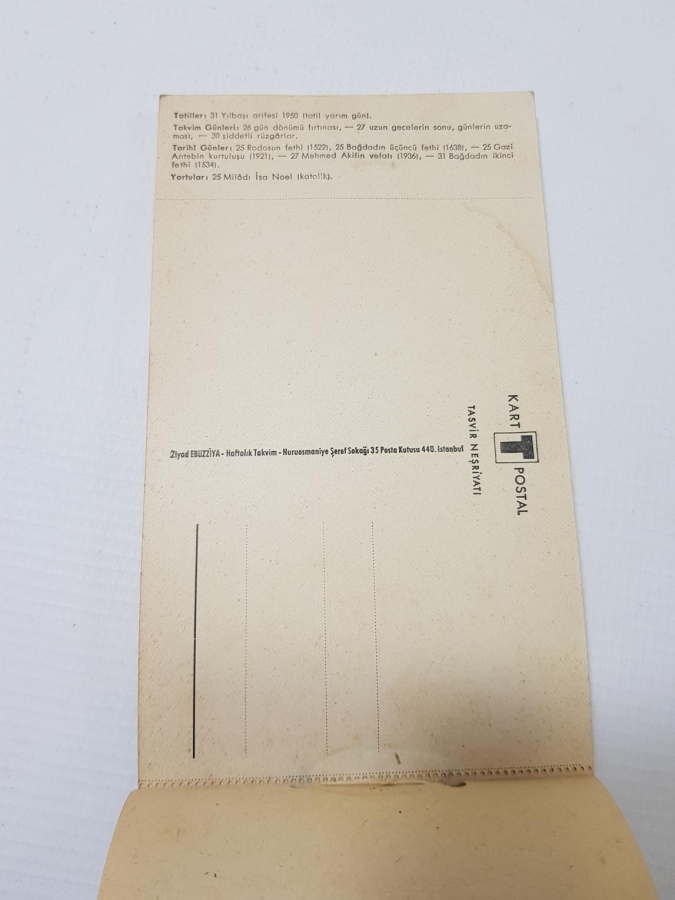 Tatiller: 31 Yılbaşı arifesi 1950 (tatil yarım gün).
Takvim Günleri: 26 gün dönümü fırtınası, — 27 uzun gecelerin sonu, günlerin uza-
ması, — 30 şiddetli rüzgârlar.
Tarihî Günler: 25 Rodosun fethi (1522), 25 Bağdadın üçüncü fethi (1638), — 25 Gazi
Antebin kurtuluşu (1921), — 27 Mehmed Akifin vefatı (1936), — 31 Bağdadın ikinci
fethi (1534).
Yortular: 25 Milâdı İsa Noel (katolik).
KART T POSTAL
TASVİR NEŞRİYATI
Ziyad EBÜZZİYA - Haftalık Takvim - Nuruosmaniye Şeref Sokağı 35 Posta Kutusu 440. İstanbul